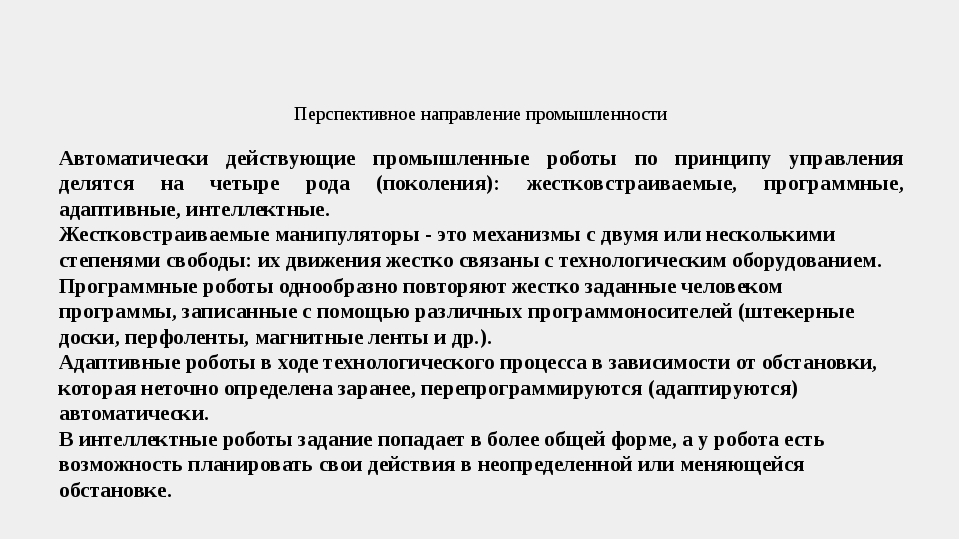 Перспективное направление промышленности
Автоматически действующие промышленные роботы по принципу управления
делятся на четыре рода (поколения): жестковстраиваемые, программные,
адаптивные, интеллектные.
Жестковстраиваемые манипуляторы - это механизмы с двумя или несколькими
степенями свободы: их движения жестко связаны с технологическим оборудованием.
Программные роботы однообразно повторяют жестко заданные человеком
программы, записанные с помощью различных программоносителей (штекерные
доски, перфоленты, магнитные ленты и др.).
Адаптивные роботы в ходе технологического процесса в зависимости от обстановки,
которая неточно определена заранее, перепрограммируются (адаптируются)
автоматически.
В интеллектные роботы задание попадает в более общей форме, а у робота есть
возможность планировать свои действия в неопределенной или меняющейся
обстановке.